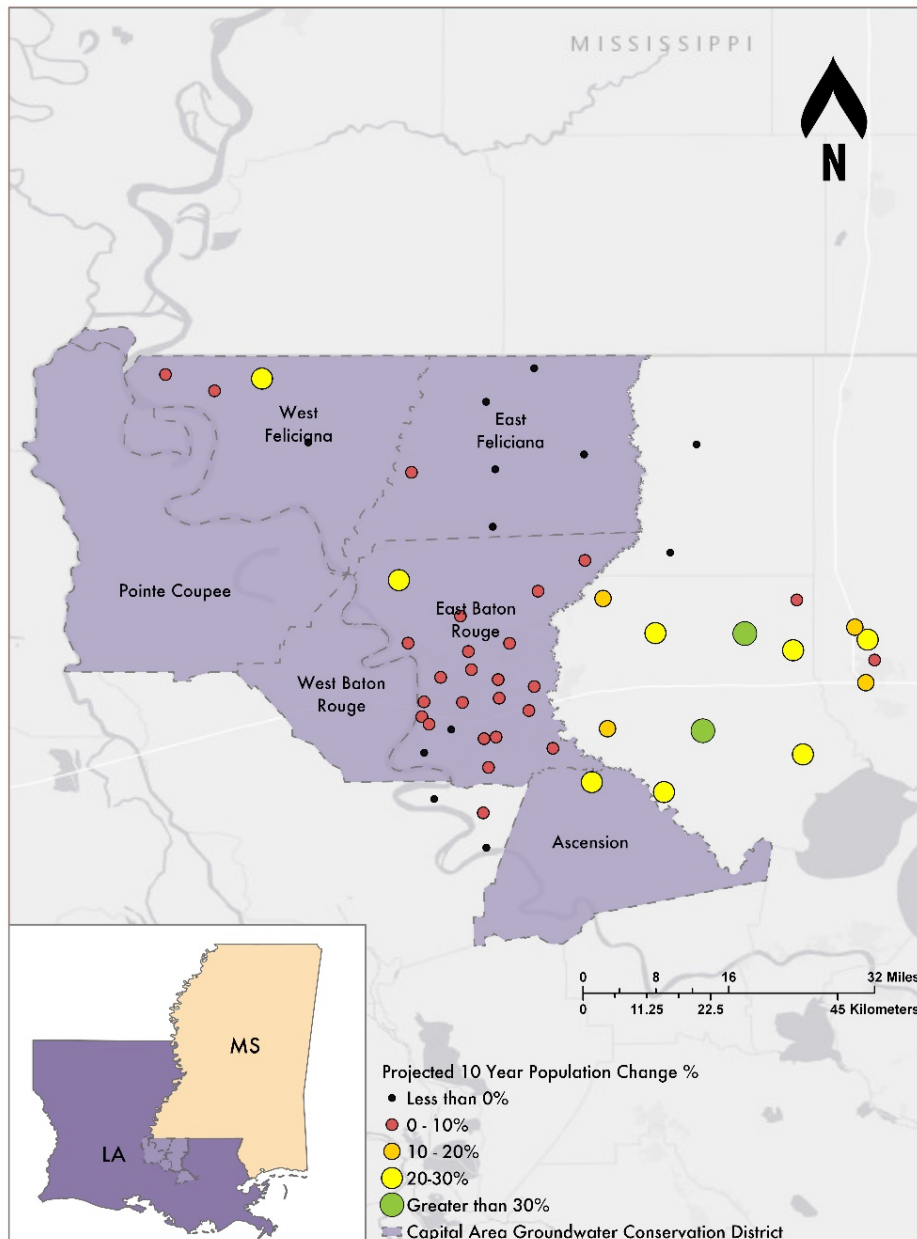 MISSISSIPPI
N
West
Feliciana
East
Feliciana
Pointe Coupee
East Baton
Rouge
West Baton
Rouge
Ascension
0 8 16 32 Miles
0 11.25 22.5 45 Kilometers
MS
LA
Projected 10 Year Population Change %
Less than 0%
0 - 10%
10 - 20%
20-30%
Greater than 30%
Capital Area Groundwater Conservation District